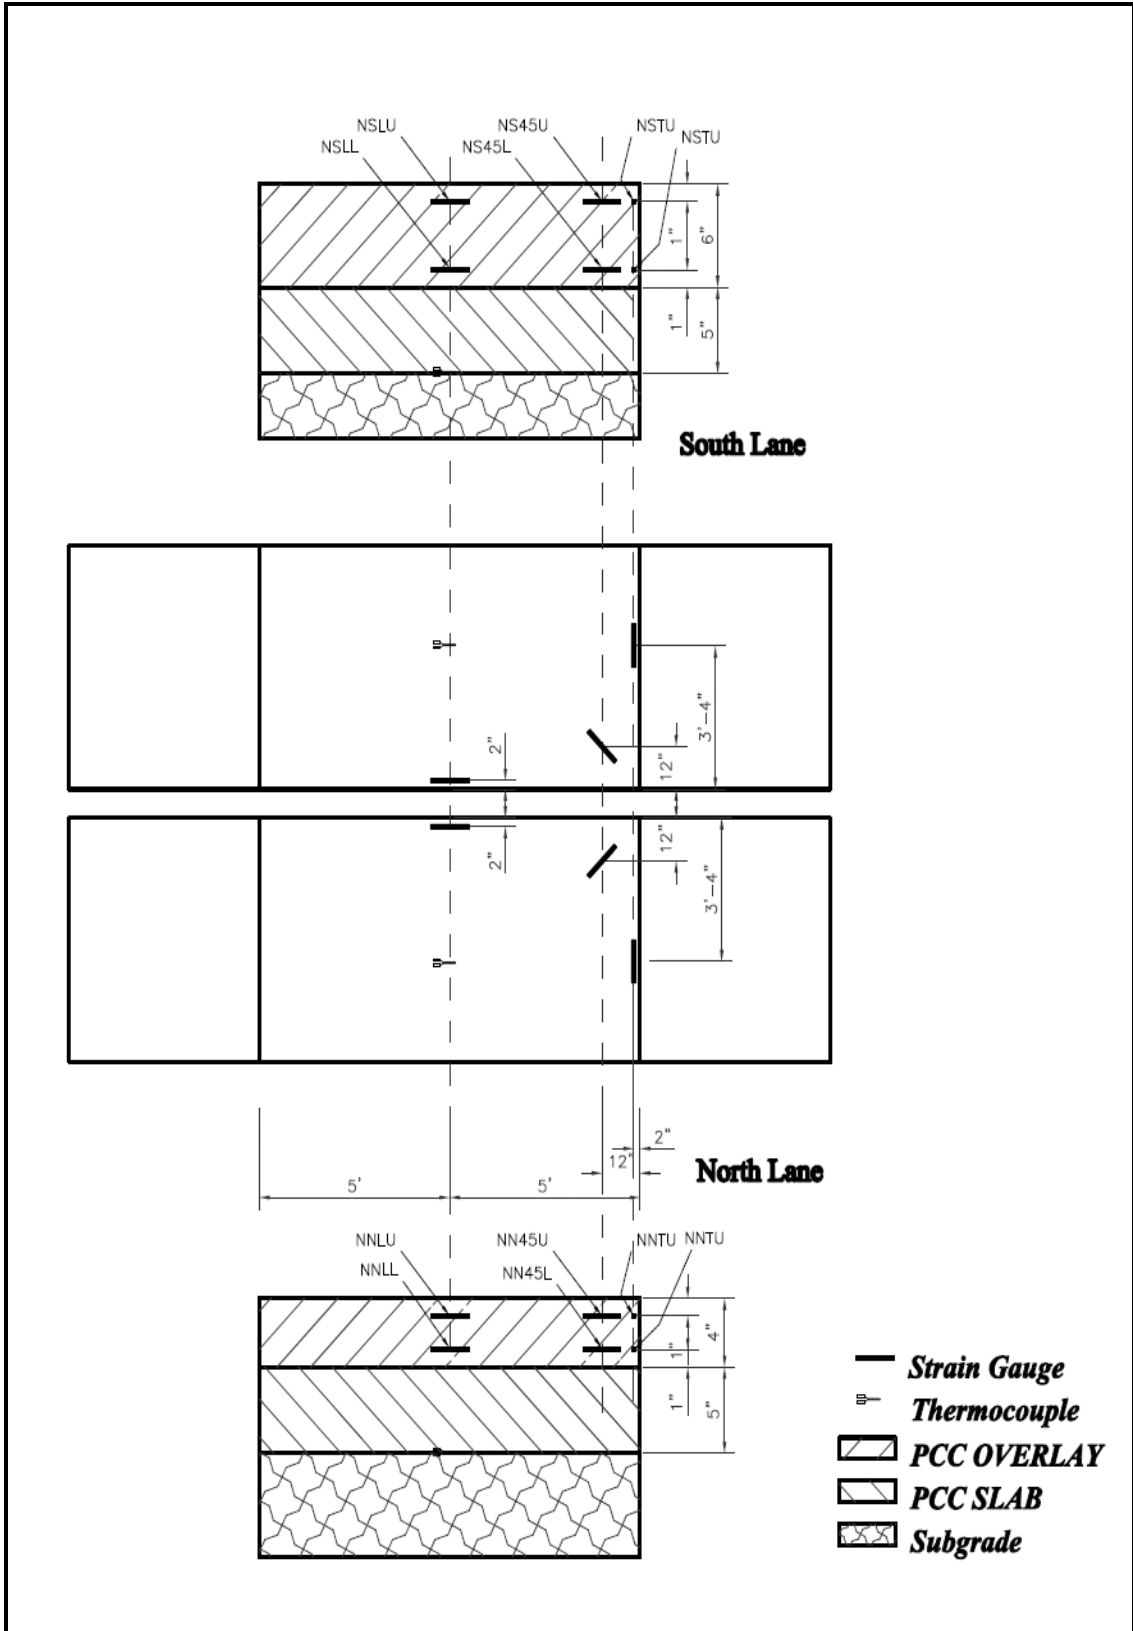 NSLU NS45U NSTU
NSLL NS45L NSTU
1" 6"
1" 5"
South Lane
2" 12" 3'-4"
2" 12" 3'-4"
2"
12"
North Lane
5' 5'
NNLU NN45U NNTU NNTU
NNLL NN45L
1" 4"
1" 5"
Strain Gauge
Thermocouple
PCC OVERLAY
PCC SLAB
Subgrade